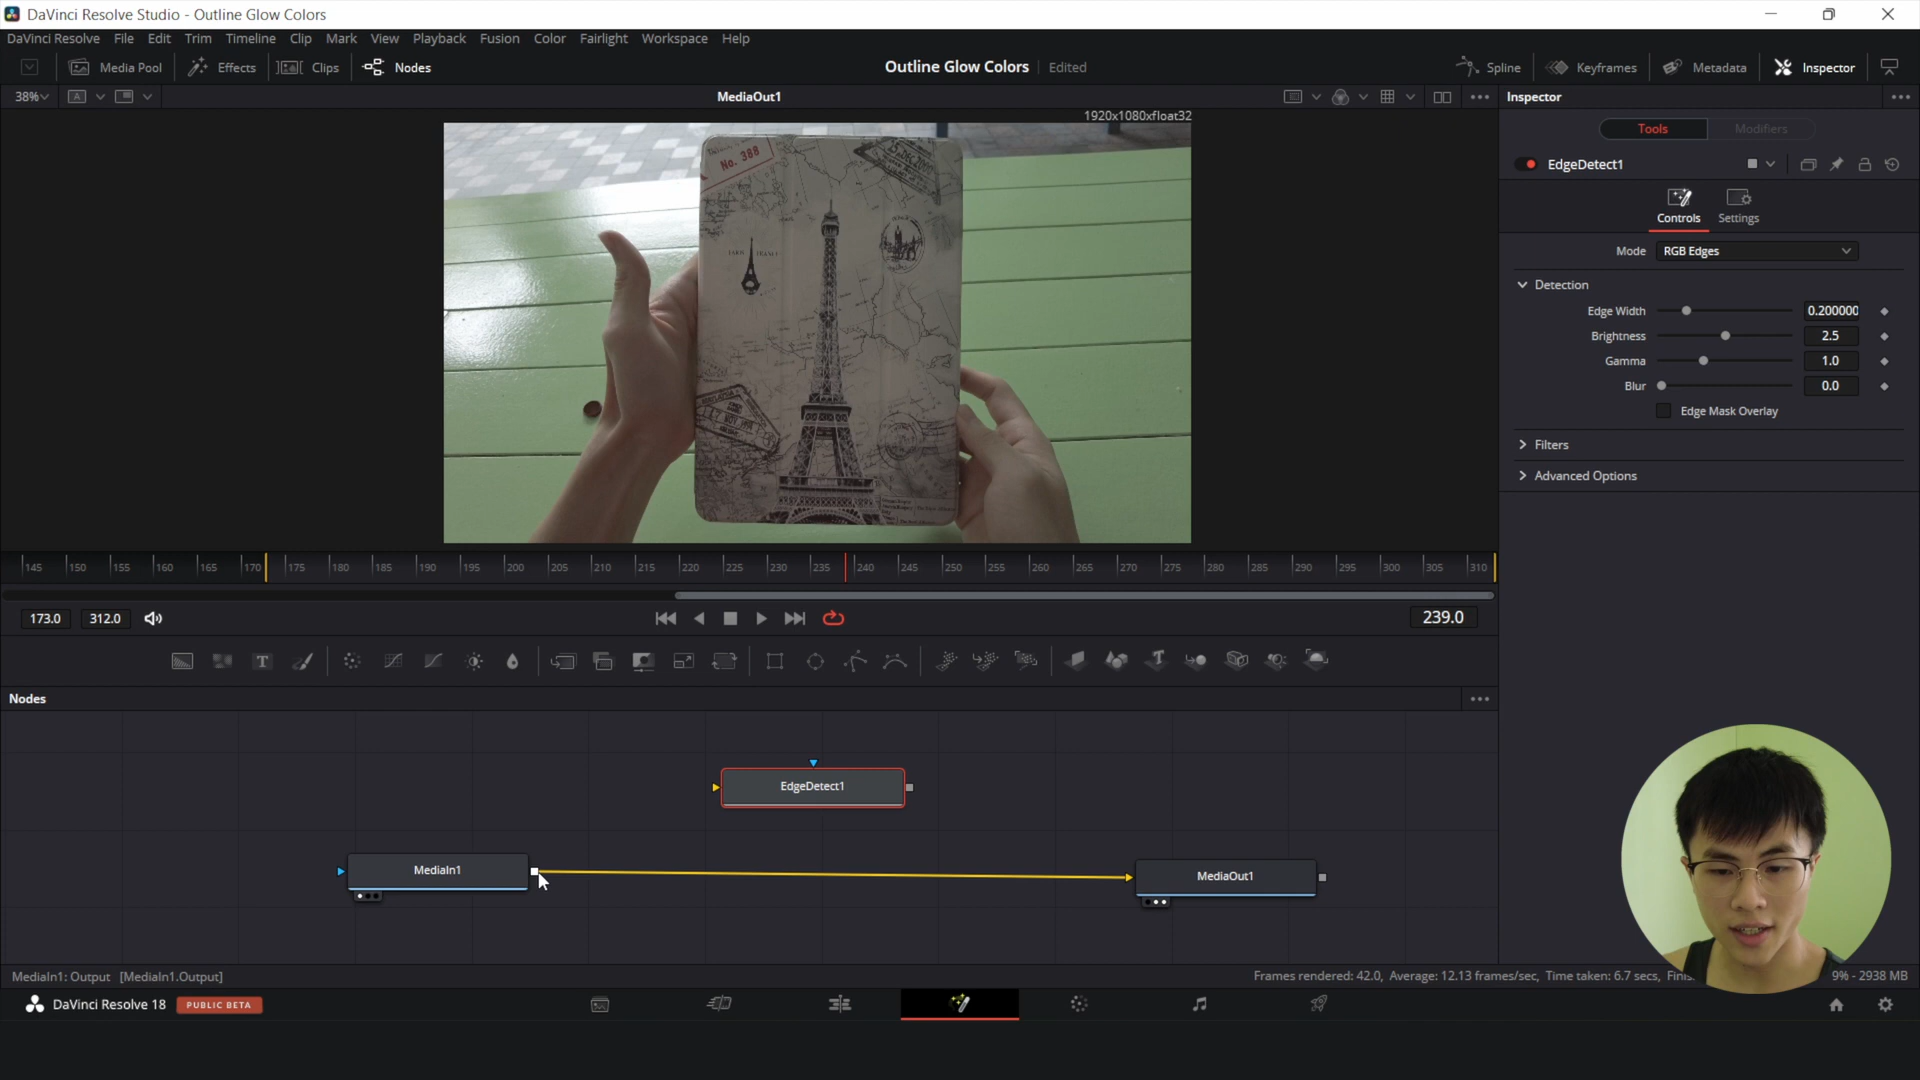 DaVinci Resolve Studio - Outline Glow Colors
DaVinci Resolve File Edit Trim Timeline Clip Mark View Playback Fusion Color Fairlight Workspace Help
Media Pool Effects Clips Nodes Outline Glow Colors Edited Spline Keyframes Metadata Inspector
38% A MediaOut1 Inspector
1920x1080xfloat32
Tools Modifiers
EdgeDetect1
Controls Settings
Mode RGB Edges
Detection
Edge Width 0.200000
Brightness 2.5
Gamma 1.0
Blur 0.0
Edge Mask Overlay
Filters
Advanced Options
No. 388
145 150 155 160 165 170 175 180 185 190 195 200 205 210 215 220 225 230 235 240 245 250 255 260 265 270 275 280 285 290 295 300 305 310
173.0 312.0 239.0
Nodes
EdgeDetect1
MediaIn1
MediaOut1
MediaIn1: Output [MediaIn1.Output] Frames rendered: 42.0, Average: 12.13 frames/sec, Time taken: 6.7 secs, 9% - 2938 MB
DaVinci Resolve 18 PUBLIC BETA